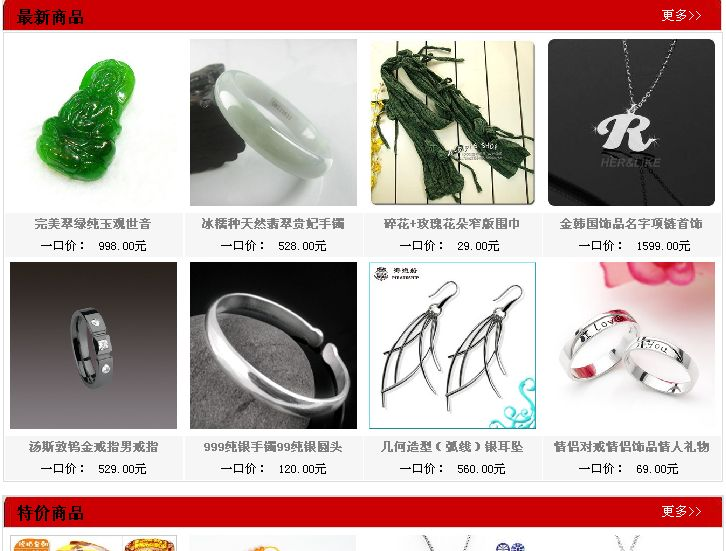 最新商品
更多>>
HER&LIKE
完美翠绿纯玉观世音
冰糯种天然翡翠贵妃手镯
碎花+玫瑰花朵窄版围巾
金韩国饰品名字项链首饰
一口价： 998.00元
一口价： 528.00元
一口价： 29.00元
一口价： 1599.00元
I Love
You
汤斯敦钨金戒指男戒指
999纯银手镯99纯银圆头
几何造型（弧线）银耳坠
情侣对戒情侣饰品情人礼物
一口价： 529.00元
一口价： 120.00元
一口价： 560.00元
一口价： 69.00元
特价商品
更多>>